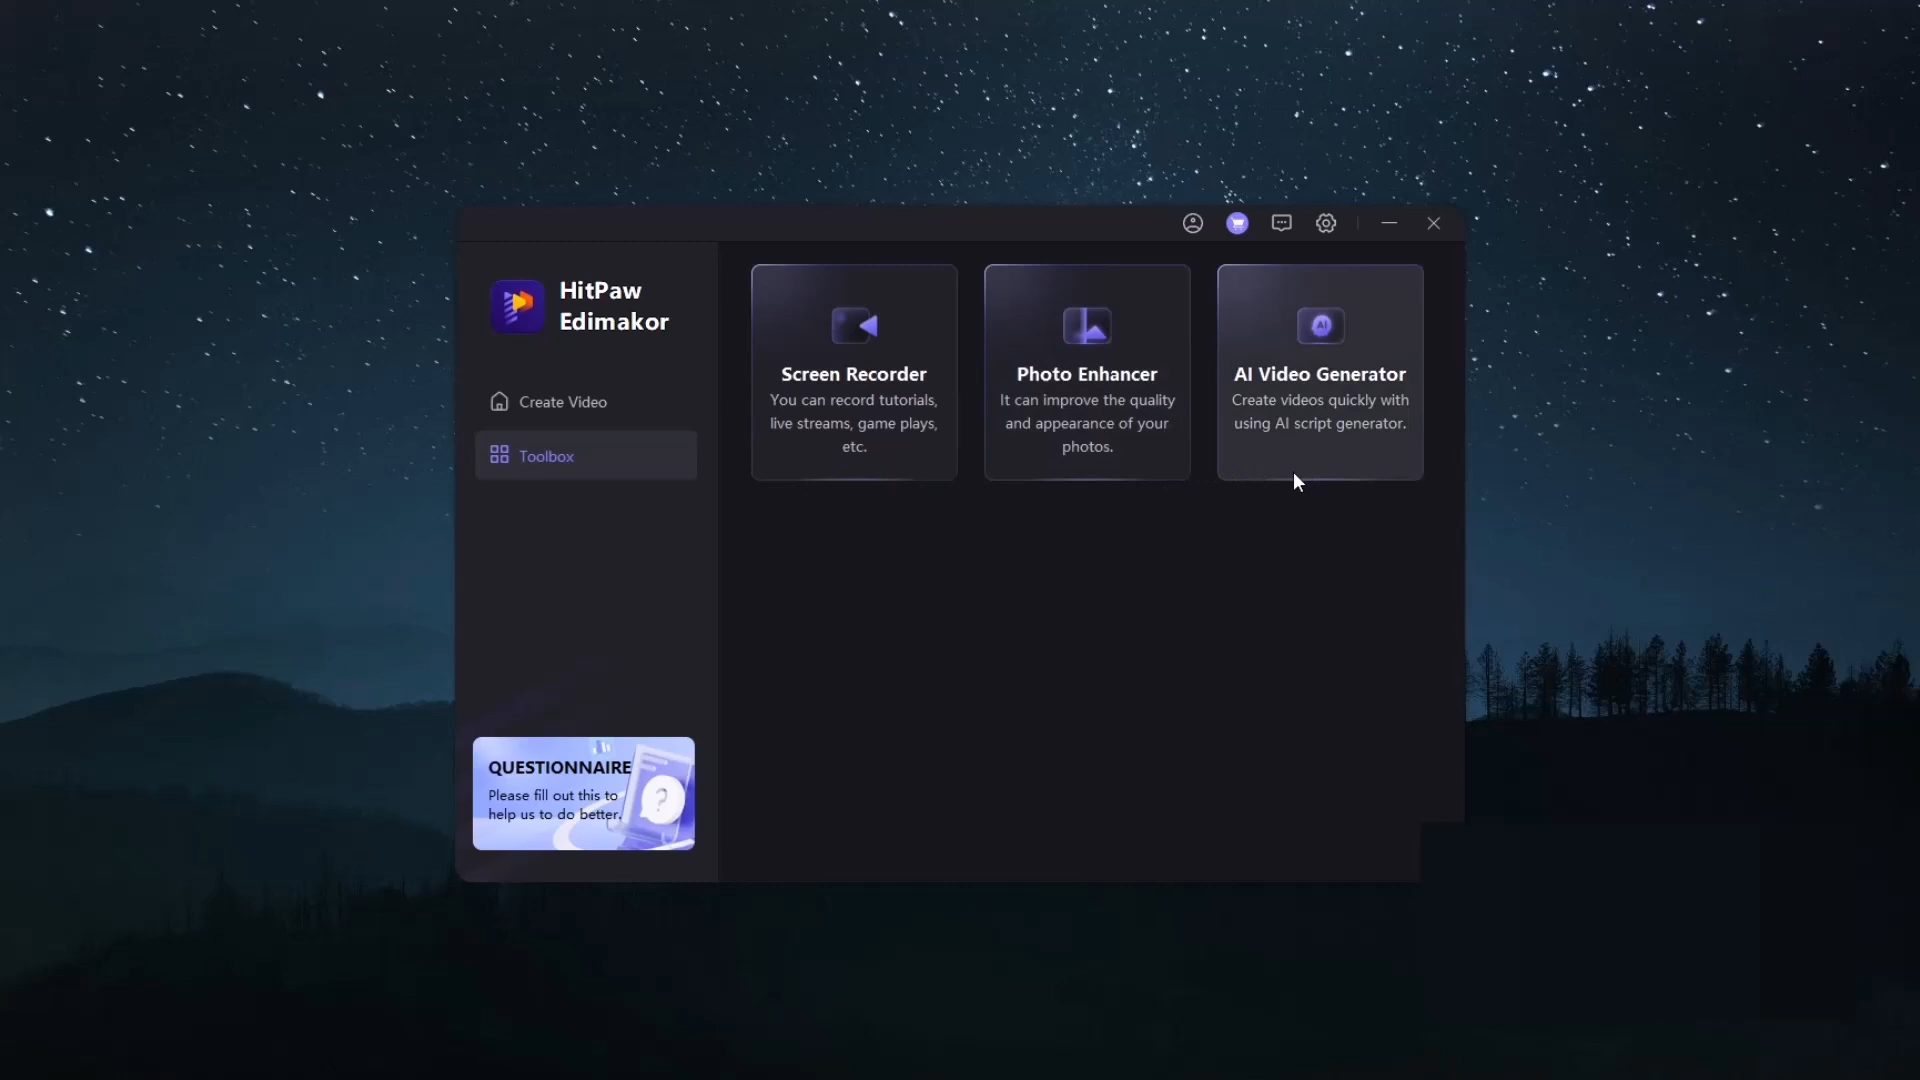 HitPaw
Edimakor
Create Video
Toolbox
Screen Recorder
You can record tutorials,
live streams, game plays,
etc.
Photo Enhancer
It can improve the quality
and appearance of your
photos.
AI
AI Video Generator
Create videos quickly with
using AI script generator.
QUESTIONNAIRE
Please fill out this to
help us to do better.
?